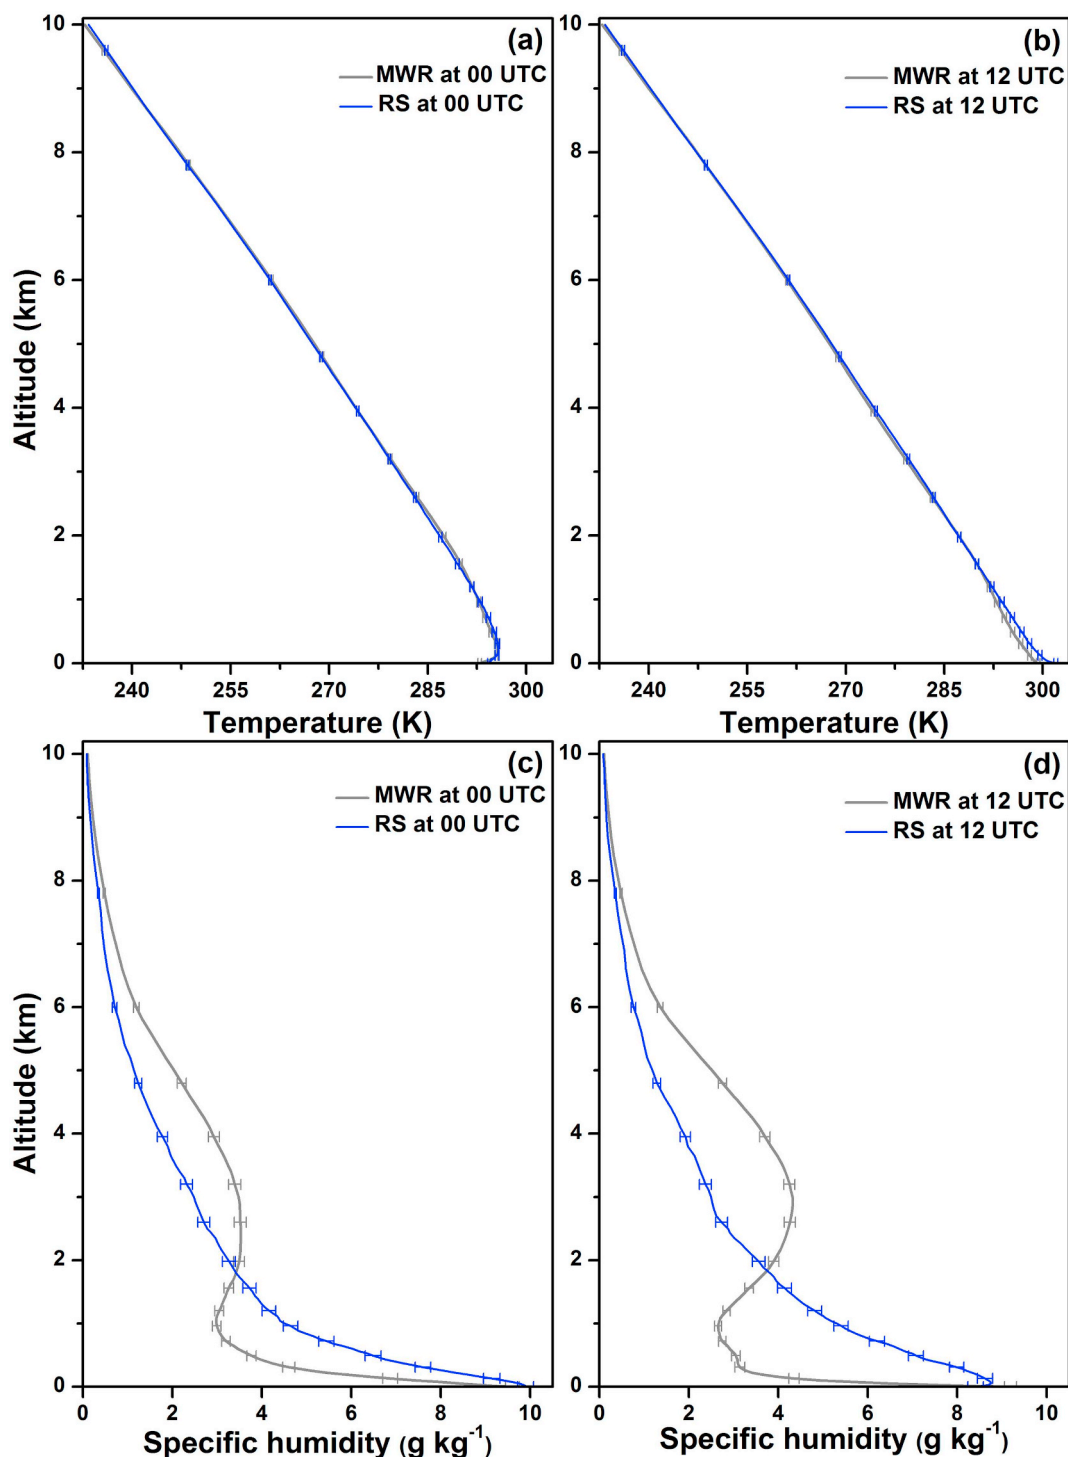 (a)
MWR at 00 UTC
RS at 00 UTC
10
8
6
4
2
0
Altitude (km)
240 255 270 285 300
Temperature (K)
(b)
MWR at 12 UTC
RS at 12 UTC
10
8
6
4
2
0
240 255 270 285 300
Temperature (K)
(c)
MWR at 00 UTC
RS at 00 UTC
10
8
6
4
2
0
Altitude (km)
0 2 4 6 8 10
Specific humidity (g kg⁻¹)
(d)
MWR at 12 UTC
RS at 12 UTC
10
8
6
4
2
0
0 2 4 6 8 10
Specific humidity (g kg⁻¹)